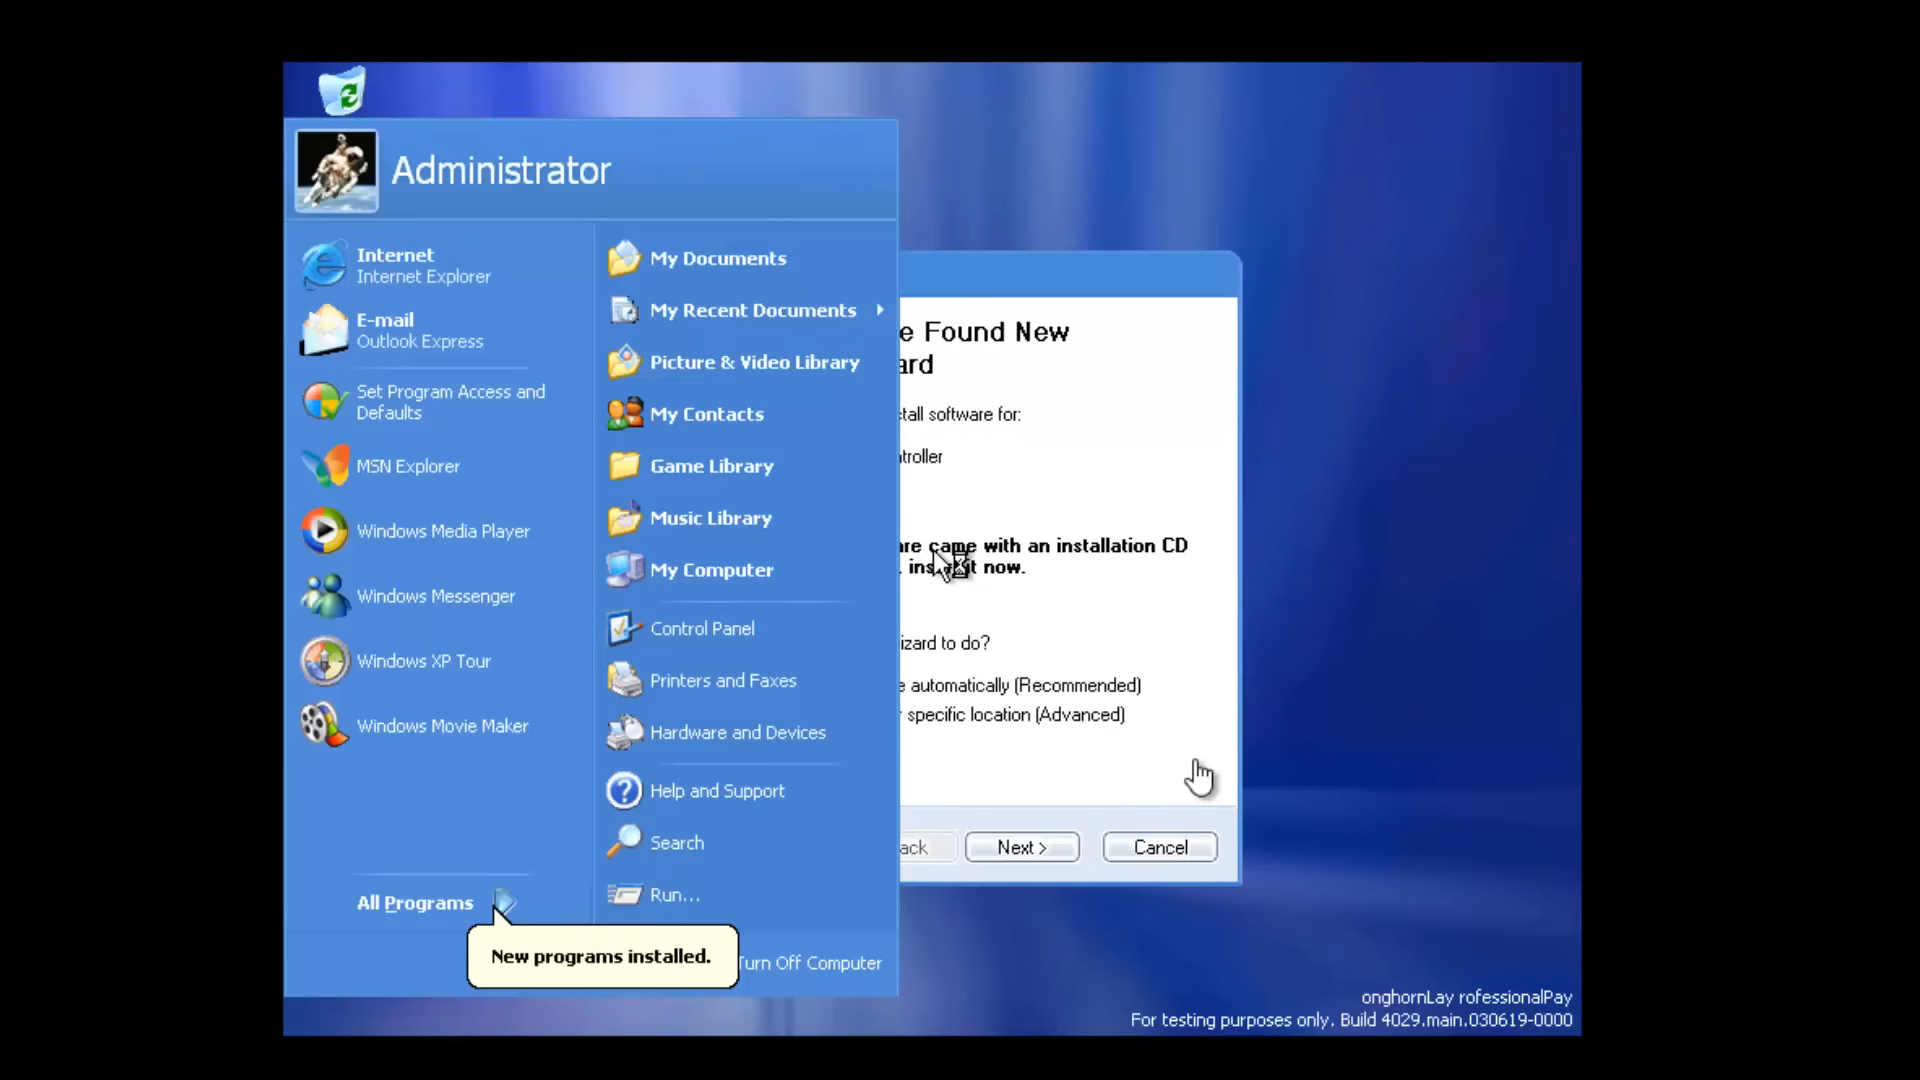 Administrator
Internet
Internet Explorer
E-mail
Outlook Express
Set Program Access and
Defaults
MSN Explorer
Windows Media Player
Windows Messenger
Windows XP Tour
Windows Movie Maker
All Programs
New programs installed.
My Documents
My Recent Documents
Picture & Video Library
My Contacts
Game Library
Music Library
My Computer
Control Panel
Printers and Faxes
Hardware and Devices
Help and Support
Search
Run...
Turn Off Computer
e Found New
ard
stall software for:
troller
are came with an installation CD
. install it now.
izard to do?
e automatically (Recommended)
r specific location (Advanced)
ack
Next >
Cancel
onghornLay rofessionalPay
For testing purposes only. Build 4029.main.030619-0000